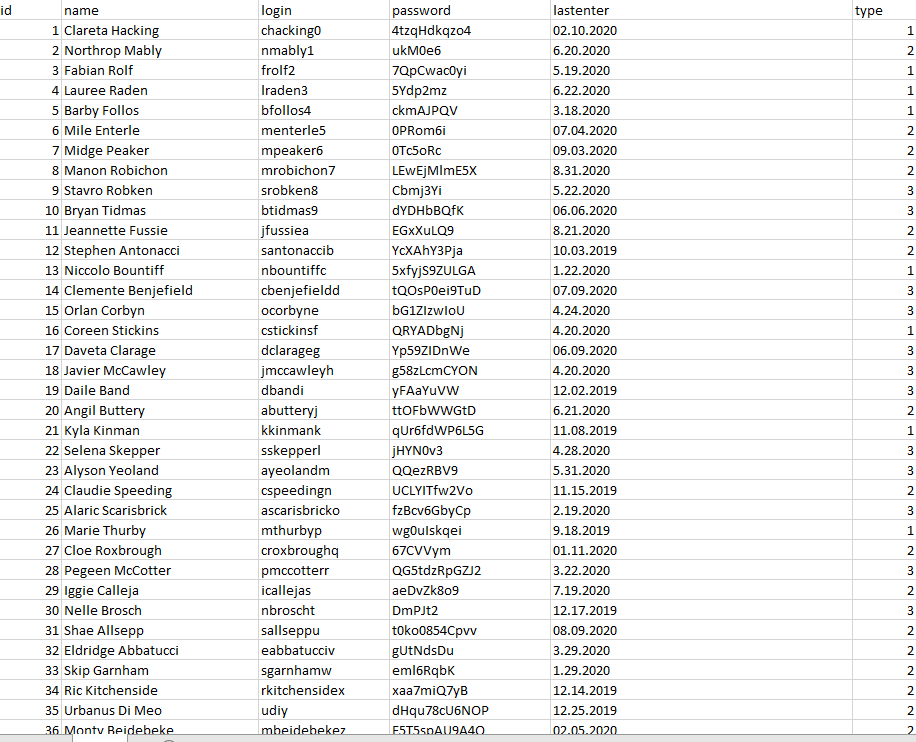 id name login password lastenter type
1 Clareta Hacking chacking0 4tzqHdkqzo4 02.10.2020 1
2 Northrop Mably nmably1 ukM0e6 6.20.2020 2
3 Fabian Rolf frolf2 7QpCwac0yi 5.19.2020 1
4 Lauree Raden lraden3 5Ydp2mz 6.22.2020 1
5 Barby Follos bfollos4 ckmAJPQV 3.18.2020 1
6 Mile Enterle menterle5 0PRom6i 07.04.2020 2
7 Midge Peaker mpeaker6 0Tc5oRc 09.03.2020 2
8 Manon Robichon mrobichon7 LEwEjMlmE5X 8.31.2020 2
9 Stavro Robken srobken8 Cbmj3Yi 5.22.2020 3
10 Bryan Tidmas btidmas9 dYDHbBQfK 06.06.2020 3
11 Jeannette Fussie jfussiea EGxXuLQ9 8.21.2020 2
12 Stephen Antonacci santonaccib YcXAhY3Pja 10.03.2019 2
13 Niccolo Bountiff nbountiffc 5xfyjS9ZULGA 1.22.2020 1
14 Clemente Benjefield cbenjefieldd tQOsP0ei9TuD 07.09.2020 3
15 Orlan Corbyn ocorbyne bG1ZIzwIoU 4.24.2020 3
16 Coreen Stickins cstickinsf QRYADbgNj 4.20.2020 1
17 Daveta Clarage dclarageg Yp59ZIDnWe 06.09.2020 3
18 Javier McCawley jmccawleyh g58zLcmCYON 4.20.2020 3
19 Daile Band dbandi yFAaYuVW 12.02.2019 3
20 Angil Buttery abutteryj ttOFbWWGtD 6.21.2020 2
21 Kyla Kinman kkinmank qUr6fdWP6L5G 11.08.2019 1
22 Selena Skepper sskepperl jHYN0v3 4.28.2020 3
23 Alyson Yeoland ayeolandm QQezRBV9 5.31.2020 3
24 Claudie Speeding cspeedingn UCLYITfw2Vo 11.15.2019 2
25 Alaric Scarisbrick ascarisbricko fzBcv6GbyCp 2.19.2020 3
26 Marie Thurby mthurbyp wg0uIskqei 9.18.2019 1
27 Cloe Roxbrough croxbroughq 67CVVym 01.11.2020 2
28 Pegeen McCotter pmccotterr QG5tdzRpGZJ2 3.22.2020 3
29 Iggie Calleja icallejas aeDvZk8o9 7.19.2020 2
30 Nelle Brosch nbroscht DmPJt2 12.17.2019 3
31 Shae Allsepp sallseppu t0ko0854Cpvv 08.09.2020 2
32 Eldridge Abbatucci eabbatucciv gUtNdsDu 3.29.2020 2
33 Skip Garnham sgarnhamw eml6RqbK 1.29.2020 2
34 Ric Kitchenside rkitchensidex xaa7miQ7yB 12.14.2019 2
35 Urbanus Di Meo udiy dHqu78cU6NOP 12.25.2019 2
36 Monty Beidebeke mbeidebekez F5T5spAU9A4O 02.05.2020 2